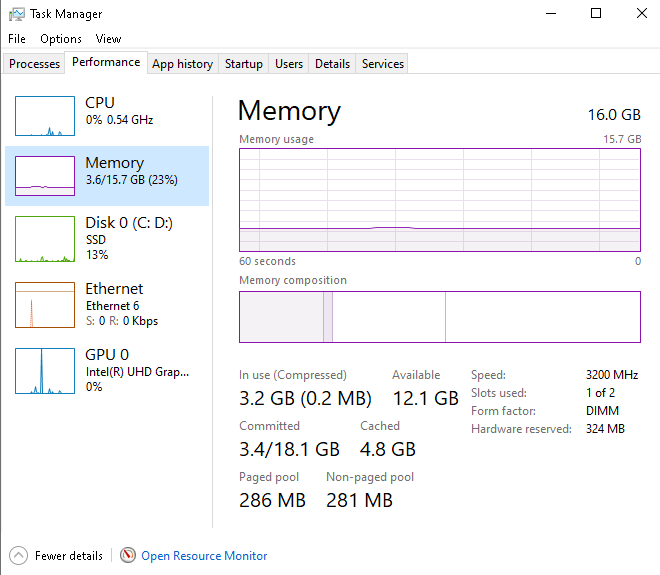 Task Manager
File Options View
Processes Performance App history Startup Users Details Services
CPU
0% 0.54 GHz
Memory
3.6/15.7 GB (23%)
Disk 0 (C: D:)
SSD
13%
Ethernet
Ethernet 6
S: 0 R: 0 Kbps
GPU 0
Intel(R) UHD Grap...
0%
Memory 16.0 GB
Memory usage 15.7 GB
60 seconds 0
Memory composition
In use (Compressed) Available
3.2 GB (0.2 MB) 12.1 GB
Committed Cached
3.4/18.1 GB 4.8 GB
Paged pool Non-paged pool
286 MB 281 MB
Speed: 3200 MHz
Slots used: 1 of 2
Form factor: DIMM
Hardware reserved: 324 MB
Fewer details Open Resource Monitor